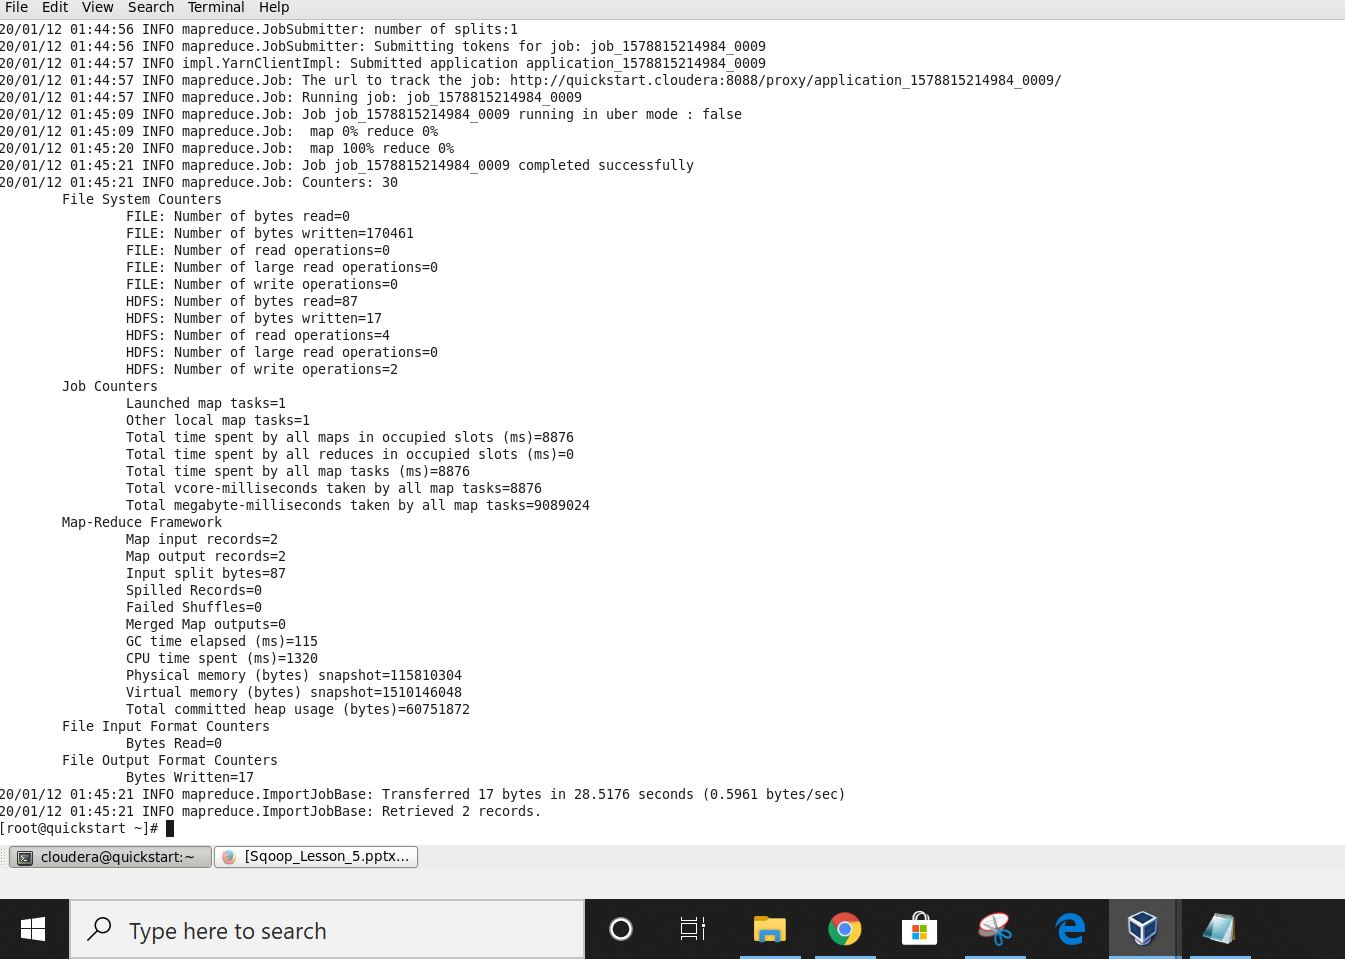 File Edit View Search Terminal Help
20/01/12 01:44:56 INFO mapreduce.JobSubmitter: number of splits:1
20/01/12 01:44:56 INFO mapreduce.JobSubmitter: Submitting tokens for job: job_1578815214984_0009
20/01/12 01:44:57 INFO impl.YarnClientImpl: Submitted application application_1578815214984_0009
20/01/12 01:44:57 INFO mapreduce.Job: The url to track the job: http://quickstart.cloudera:8088/proxy/application_1578815214984_0009/
20/01/12 01:44:57 INFO mapreduce.Job: Running job: job_1578815214984_0009
20/01/12 01:45:09 INFO mapreduce.Job: Job job_1578815214984_0009 running in uber mode : false
20/01/12 01:45:09 INFO mapreduce.Job:  map 0% reduce 0%
20/01/12 01:45:20 INFO mapreduce.Job:  map 100% reduce 0%
20/01/12 01:45:21 INFO mapreduce.Job: Job job_1578815214984_0009 completed successfully
20/01/12 01:45:21 INFO mapreduce.Job: Counters: 30
File System Counters
FILE: Number of bytes read=0
FILE: Number of bytes written=170461
FILE: Number of read operations=0
FILE: Number of large read operations=0
FILE: Number of write operations=0
HDFS: Number of bytes read=87
HDFS: Number of bytes written=17
HDFS: Number of read operations=4
HDFS: Number of large read operations=0
HDFS: Number of write operations=2
Job Counters
Launched map tasks=1
Other local map tasks=1
Total time spent by all maps in occupied slots (ms)=8876
Total time spent by all reduces in occupied slots (ms)=0
Total time spent by all map tasks (ms)=8876
Total vcore-milliseconds taken by all map tasks=8876
Total megabyte-milliseconds taken by all map tasks=9089024
Map-Reduce Framework
Map input records=2
Map output records=2
Input split bytes=87
Spilled Records=0
Failed Shuffles=0
Merged Map outputs=0
GC time elapsed (ms)=115
CPU time spent (ms)=1320
Physical memory (bytes) snapshot=115810304
Virtual memory (bytes) snapshot=1510146048
Total committed heap usage (bytes)=60751872
File Input Format Counters
Bytes Read=0
File Output Format Counters
Bytes Written=17
20/01/12 01:45:21 INFO mapreduce.ImportJobBase: Transferred 17 bytes in 28.5176 seconds (0.5961 bytes/sec)
20/01/12 01:45:21 INFO mapreduce.ImportJobBase: Retrieved 2 records.
[root@quickstart ~]#
cloudera@quickstart:~ [Sqoop_Lesson_5.pptx...
Type here to search